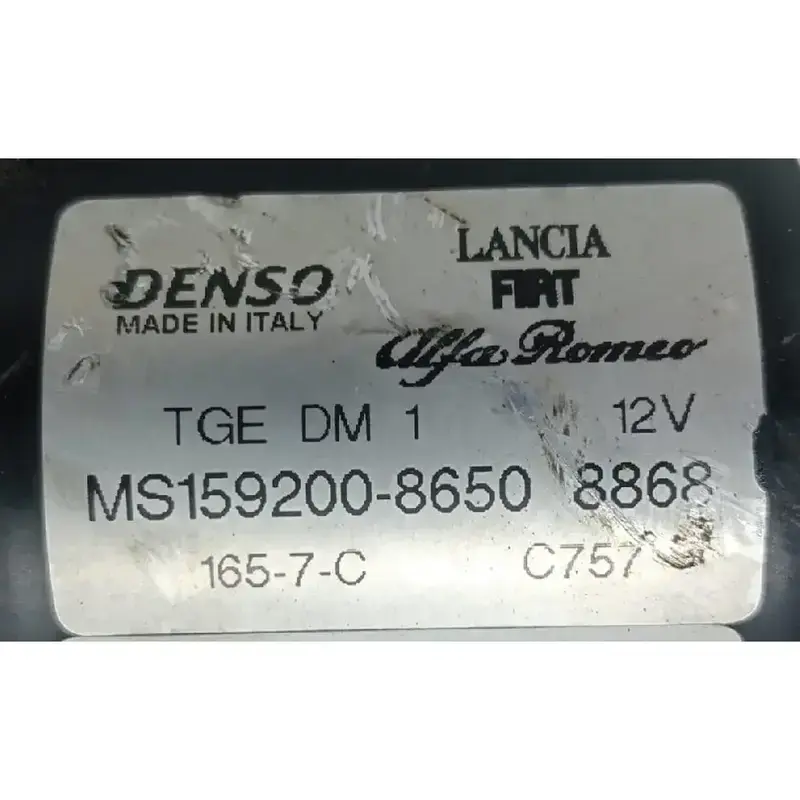 DENSO
MADE IN ITALY
LANCIA
FIAT
Alfa Romeo
TGE DM 1 12V
MS159200-8650 8868
165-7-C C757